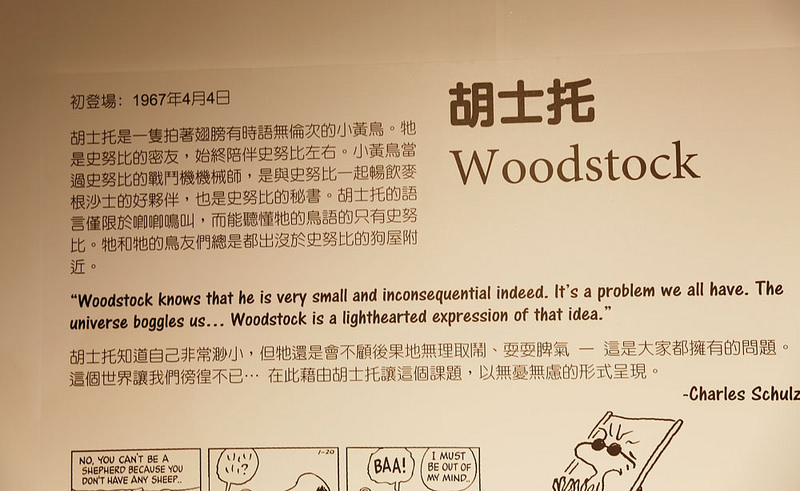 初登場: 1967年4月4日
胡士托是一隻拍著翅膀有時語無倫次的小黃鳥。牠
是史努比的密友，始終陪伴史努比左右。小黃鳥當
過史努比的戰鬥機機械師，是與史努比一起暢飲麥
根沙士的好夥伴，也是史努比的秘書。胡士托的語
言僅限於唧唧鳴叫，而能聽懂牠的鳥語的只有史努
比。牠和牠的鳥友們總是都出沒於史努比的狗屋附
近。
胡士托
Woodstock
“Woodstock knows that he is very small and inconsequential indeed. It’s a problem we all have. The
universe boggles us... Woodstock is a lighthearted expression of that idea.”
胡士托知道自己非常渺小，但牠還是會不顧後果地無理取鬧、耍耍脾氣 — 這是大家都擁有的問題。
這個世界讓我們徬徨不已… 在此藉由胡士托讓這個課題，以無憂無慮的形式呈現。
-Charles Schulz
NO, YOU CAN'T BE A
SHEPHERD BECAUSE YOU
DON'T HAVE ANY SHEEP..
1-20
BAA!
I MUST
BE OUT OF
MY MIND..